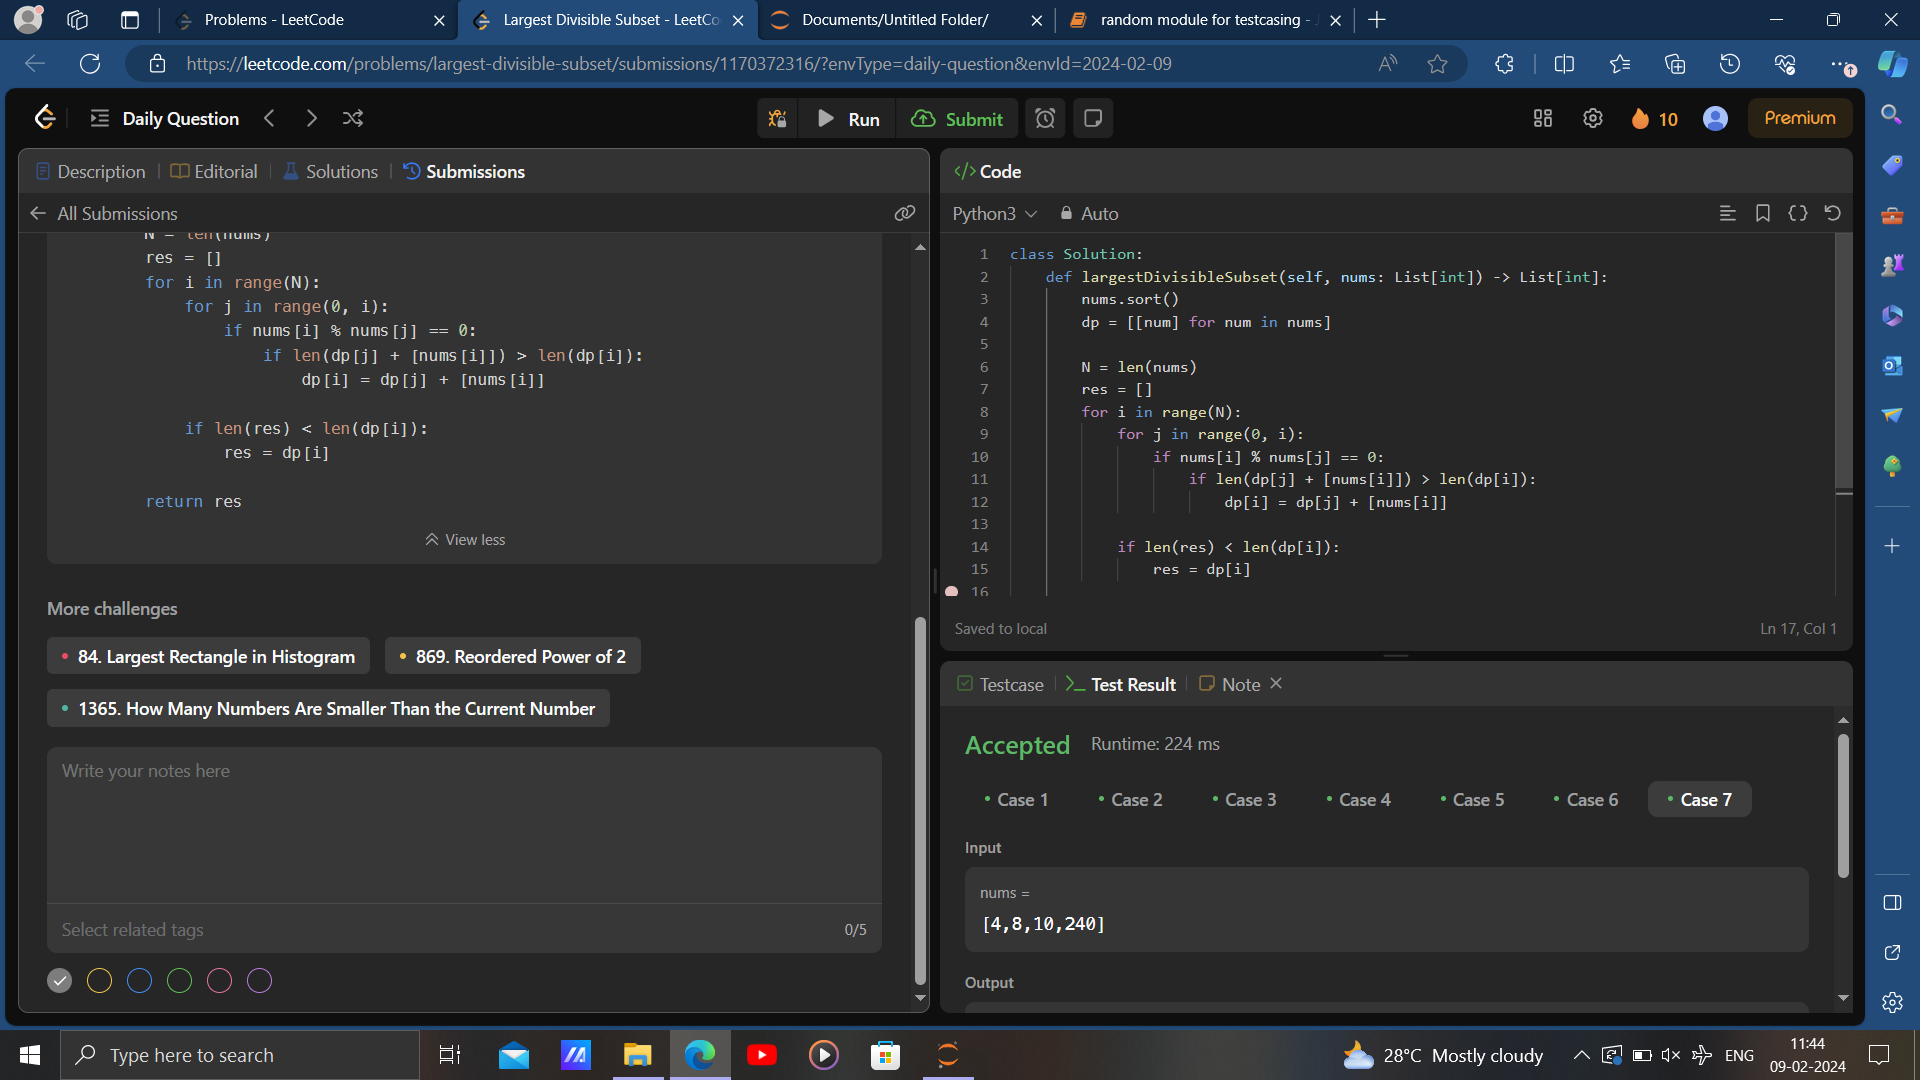 Problems - LeetCode
Largest Divisible Subset - LeetCo
Documents/Untitled Folder/
random module for testcasing -
https://leetcode.com/problems/largest-divisible-subset/submissions/1170372316/?envType=daily-question&envId=2024-02-09
Daily Question
Run
Submit
10
Premium
Description
Editorial
Solutions
Submissions
All Submissions
N = len(nums)
res = []
for i in range(N):
for j in range(0, i):
if nums[i] % nums[j] == 0:
if len(dp[j] + [nums[i]]) > len(dp[i]):
dp[i] = dp[j] + [nums[i]]
if len(res) < len(dp[i]):
res = dp[i]
return res
View less
More challenges
84. Largest Rectangle in Histogram
869. Reordered Power of 2
1365. How Many Numbers Are Smaller Than the Current Number
Write your notes here
Select related tags
0/5
</> Code
Python3
Auto
1 class Solution:
2 def largestDivisibleSubset(self, nums: List[int]) -> List[int]:
3 nums.sort()
4 dp = [[num] for num in nums]
5
6 N = len(nums)
7 res = []
8 for i in range(N):
9 for j in range(0, i):
10 if nums[i] % nums[j] == 0:
11 if len(dp[j] + [nums[i]]) > len(dp[i]):
12 dp[i] = dp[j] + [nums[i]]
13
14 if len(res) < len(dp[i]):
15 res = dp[i]
16
Saved to local
Ln 17, Col 1
Testcase
Test Result
Note
Accepted
Runtime: 224 ms
Case 1
Case 2
Case 3
Case 4
Case 5
Case 6
Case 7
Input
nums =
[4,8,10,240]
Output
Type here to search
28°C Mostly cloudy
ENG
11:44
09-02-2024